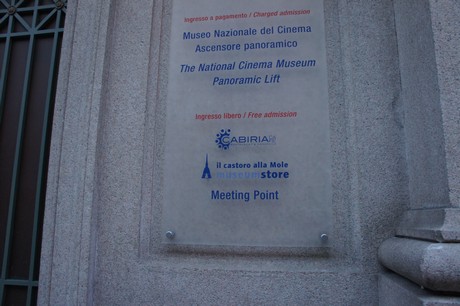 Ingresso a pagamento / Charged admission
Museo Nazionale del Cinema
Ascensore panoramico
The National Cinema Museum
Panoramic Lift
Ingresso libero / Free admission
CABIRIA
il castoro alla Mole
museumstore
Meeting Point